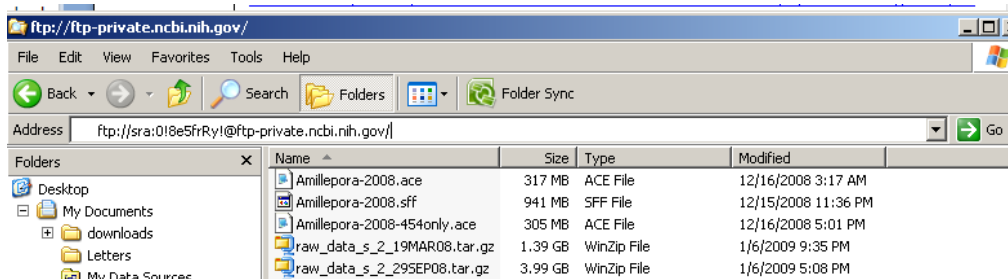 ftp://ftp-private.ncbi.nih.gov/
File Edit View Favorites Tools Help
Back Search Folders Folder Sync
Address ftp://sra:0!8e5frRy!@ftp-private.ncbi.nih.gov/ Go
Folders x Name Size Type Modified
Desktop Amillepora-2008.ace 317 MB ACE File 12/16/2008 3:17 AM
My Documents Amillepora-2008.sff 941 MB SFF File 12/15/2008 11:36 PM
downloads Amillepora-2008-454only.ace 305 MB ACE File 12/16/2008 5:01 PM
Letters raw_data_s_2_19MAR08.tar.gz 1.39 GB WinZip File 1/6/2009 9:35 PM
My Data Sources raw_data_s_2_29SEP08.tar.gz 3.99 GB WinZip File 1/6/2009 5:08 PM